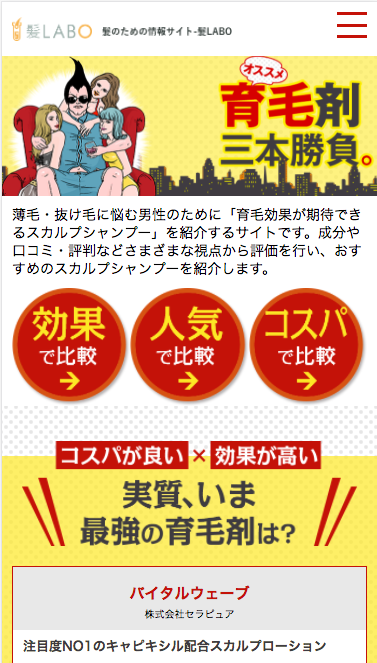 髪LABO 髪のための情報サイト-髪LABO
オススメ
育毛剤
三本勝負。
薄毛・抜け毛に悩む男性のために「育毛効果が期待でき
るスカルプシャンプー」を紹介するサイトです。成分や
口コミ・評判などさまざまな視点から評価を行い、おす
すめのスカルプシャンプーを紹介します。
効果
で比較
人気
で比較
コスパ
で比較
コスパが良い×効果が高い
実質、いま
最強の育毛剤は?
バイタルウェーブ
株式会社セラピュア
注目度NO1のキャピキシル配合スカルプローション